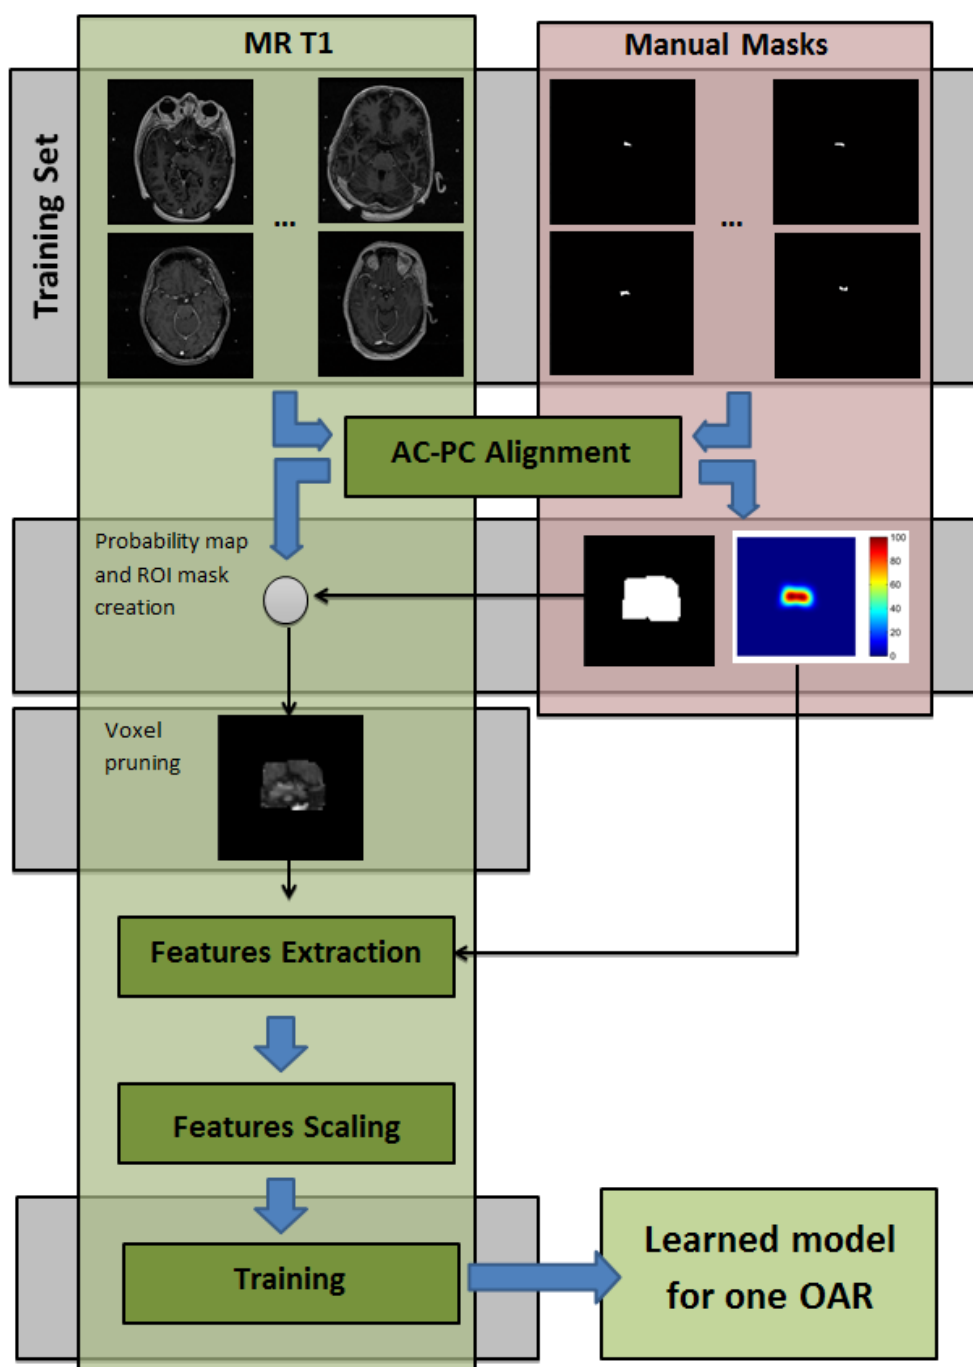 MR T1
Manual Masks
Training Set
...
...
AC-PC Alignment
Probability map
and ROI mask
creation
100
80
60
40
20
0
Voxel
pruning
Features Extraction
Features Scaling
Training
Learned model
for one OAR